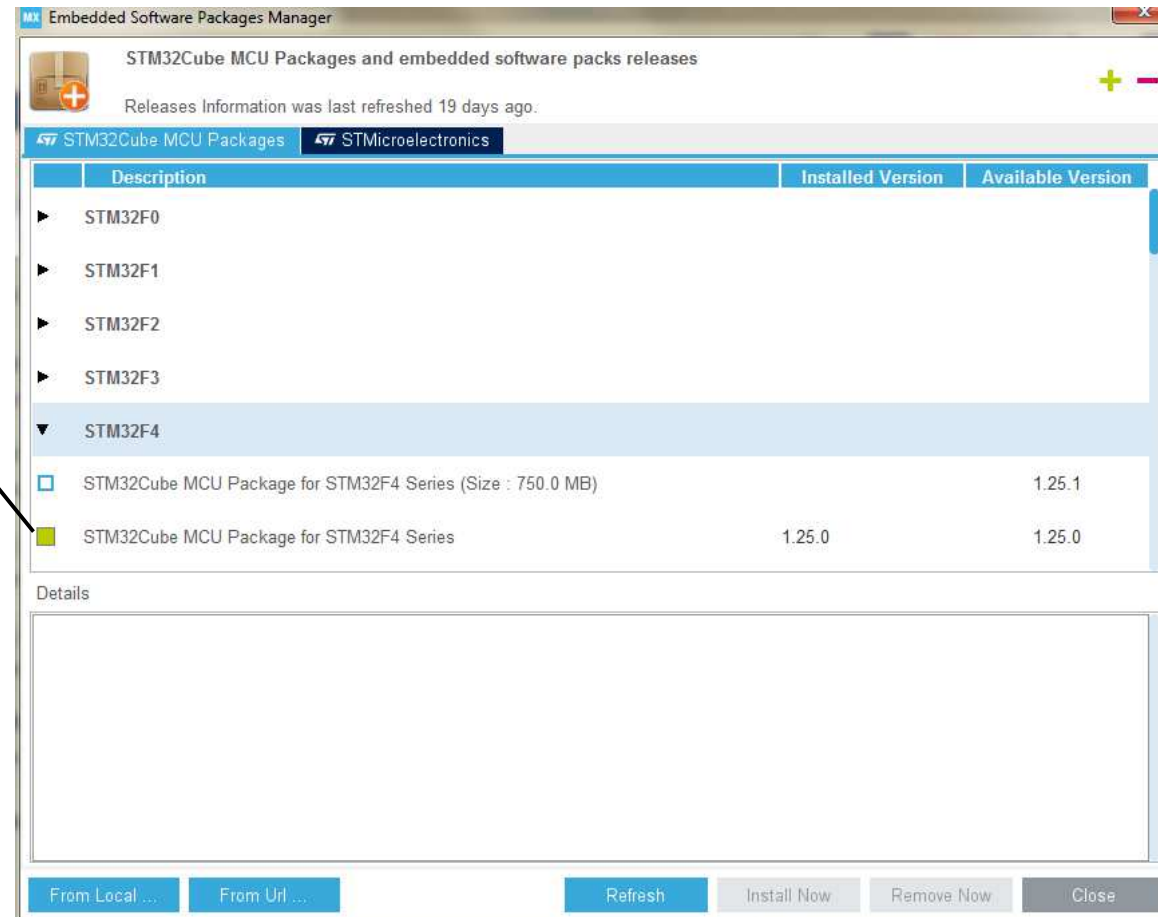 MX Embedded Software Packages Manager
STM32Cube MCU Packages and embedded software packs releases
Releases Information was last refreshed 19 days ago.
STM32Cube MCU Packages STMicroelectronics
Description Installed Version Available Version
STM32F0
STM32F1
STM32F2
STM32F3
STM32F4
STM32Cube MCU Package for STM32F4 Series (Size : 750.0 MB) 1.25.1
STM32Cube MCU Package for STM32F4 Series 1.25.0 1.25.0
Details
From Local ... From Url ... Refresh Install Now Remove Now Close